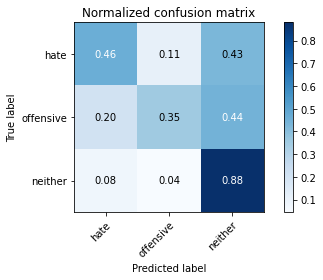 Normalized confusion matrix
True label
hate
0.46 0.11 0.43
offensive
0.20 0.35 0.44
neither
0.08 0.04 0.88
hate
offensive
neither
Predicted label
0.8
0.7
0.6
0.5
0.4
0.3
0.2
0.1